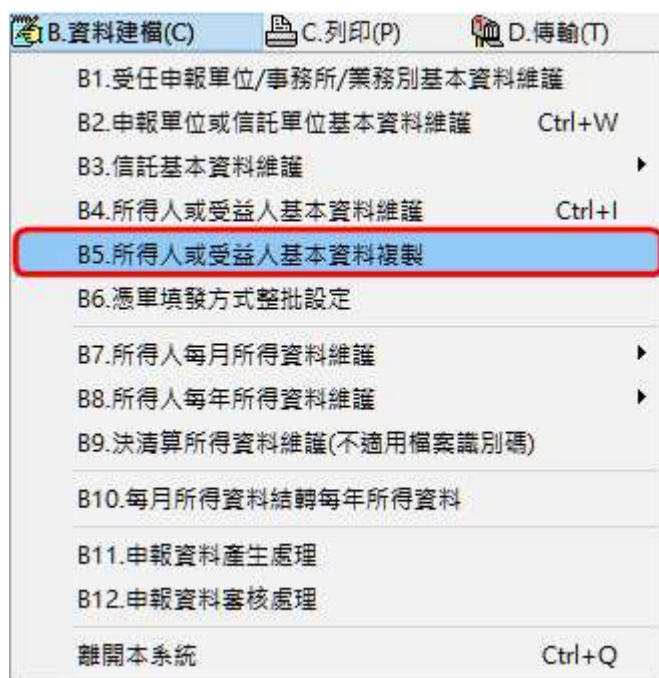 B.資料建檔(C) C.列印(P) D.傳輸(T)
B1.受任申報單位/事務所/業務別基本資料維護
B2.申報單位或信託單位基本資料維護 Ctrl+W
B3.信託基本資料維護
B4.所得人或受益人基本資料維護 Ctrl+I
B5.所得人或受益人基本資料複製
B6.憑單填發方式整批設定
B7.所得人每月所得資料維護
B8.所得人每年所得資料維護
B9.決清算所得資料維護(不適用檔案識別碼)
B10.每月所得資料結轉每年所得資料
B11.申報資料產生處理
B12.申報資料審核處理
離開本系統 Ctrl+Q